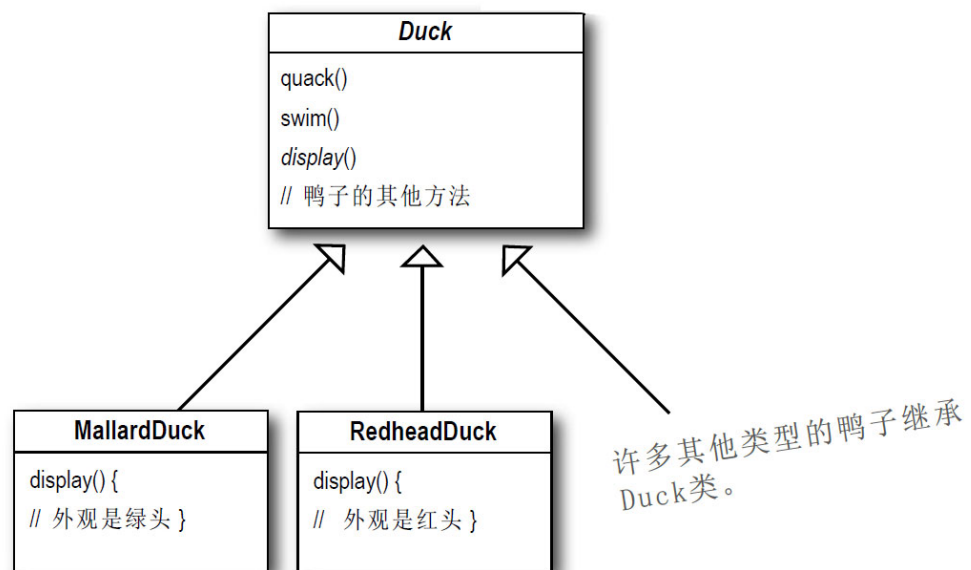 Duck
quack()
swim()
display()
// 鸭子的其他方法
MallardDuck
display() {
// 外观是绿头 }
RedheadDuck
display() {
// 外观是红头 }
许多其他类型的鸭子继承
Duck类。